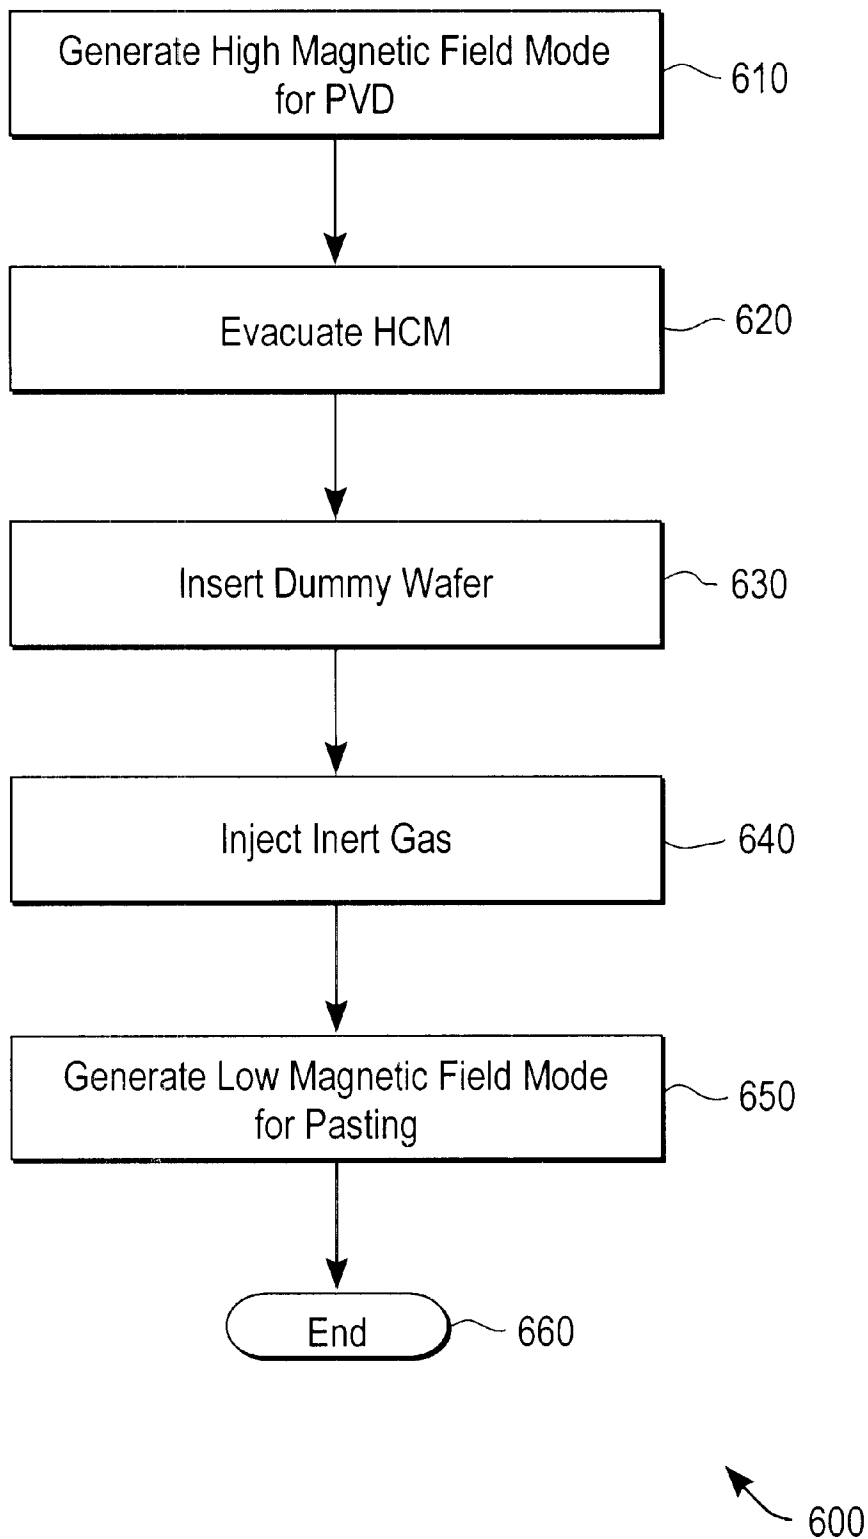 Generate High Magnetic Field Mode
for PVD
610
Evacuate HCM
620
Insert Dummy Wafer
630
Inject Inert Gas
640
Generate Low Magnetic Field Mode
for Pasting
650
End
660
600